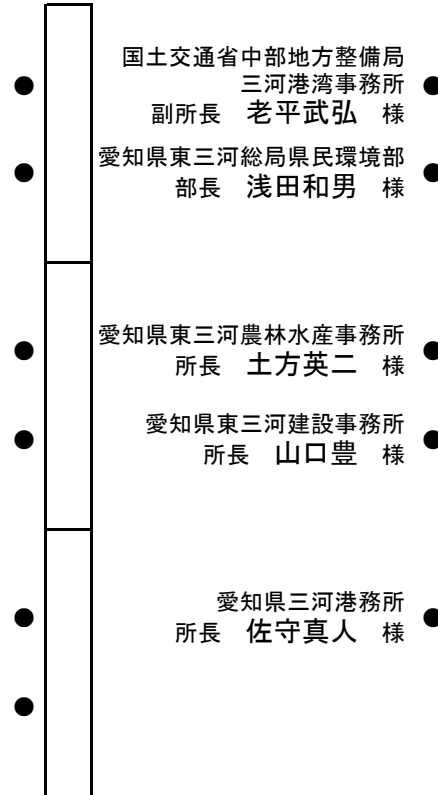 国土交通省中部地方整備局
三河港湾事務所
副所長　老平武弘　様
愛知県東三河総局県民環境部
部長　浅田和男　様
愛知県東三河農林水産事務所
所長　土方英二　様
愛知県東三河建設事務所
所長　山口豊　様
愛知県三河港務所
所長　佐守真人　様